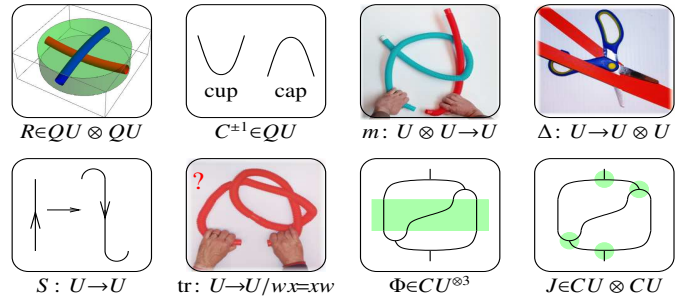 cup cap
R∈QU ⊗ QU C±¹∈QU m: U ⊗ U→U Δ: U→U ⊗ U
?
S: U→U tr: U→U/wx=xw Φ∈CU⊗³ J∈CU ⊗ CU